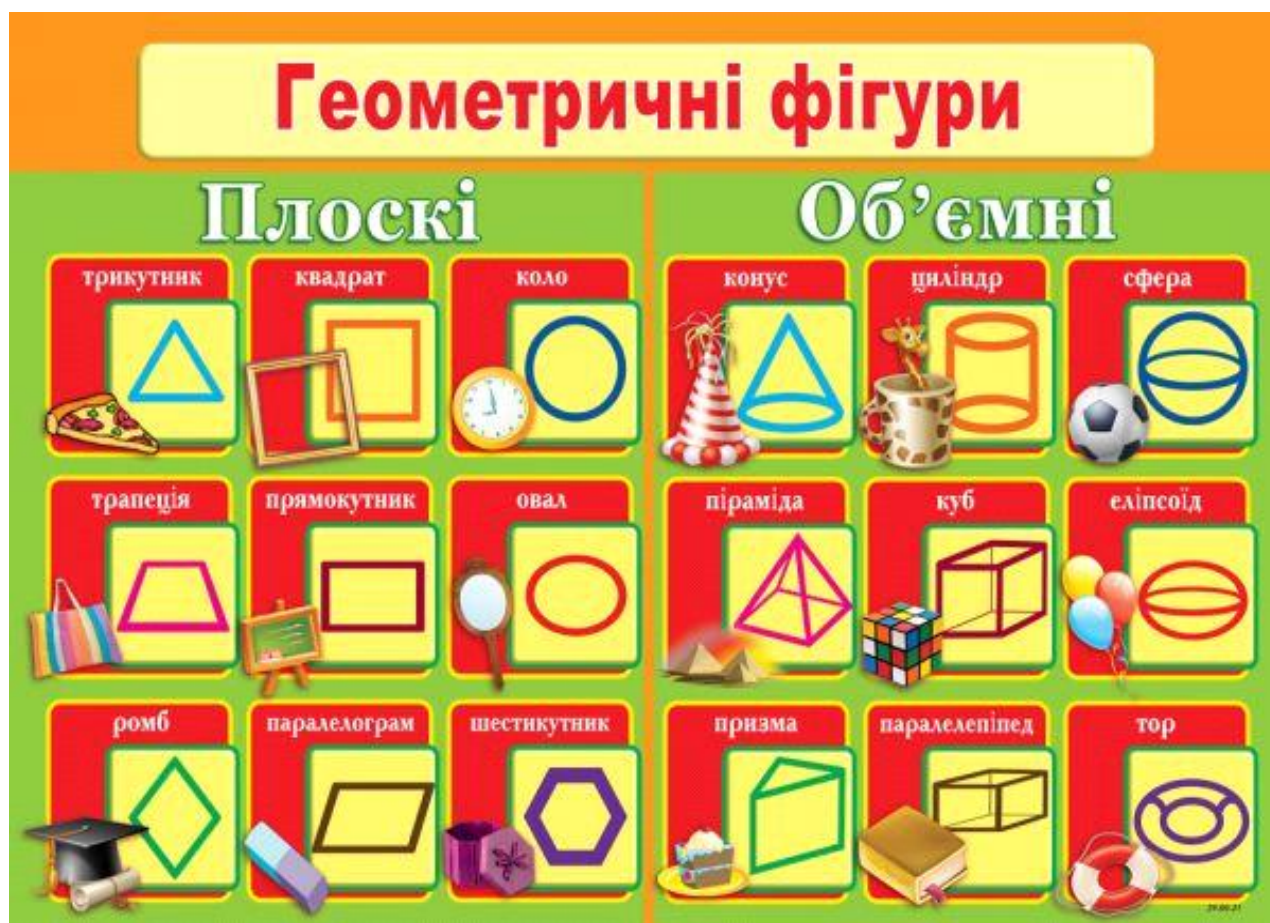 Геометричні фігури
Плоскі
трикутник квадрат коло
трапеція прямокутник овал
ромб паралелограм шестикутник
Об’ємні
конус циліндр сфера
піраміда куб еліпсоїд
призма паралелепіпед тор